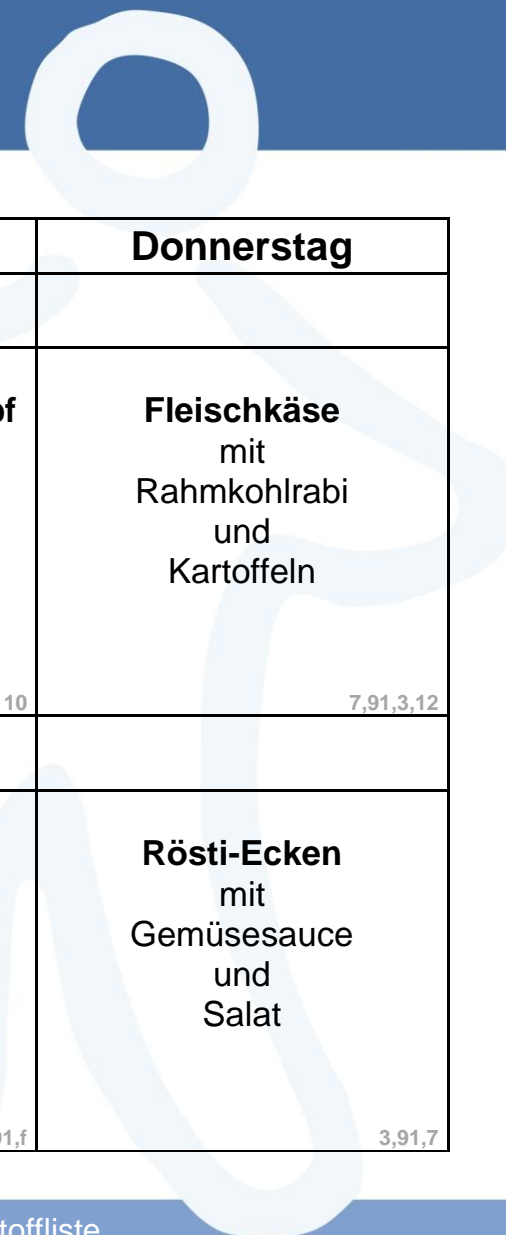 Donnerstag
Fleischkäse
mit
Rahmkohlrabi
und
Kartoffeln
10
7,91,3,12
Rösti-Ecken
mit
Gemüsesauce
und
Salat
3,91,7